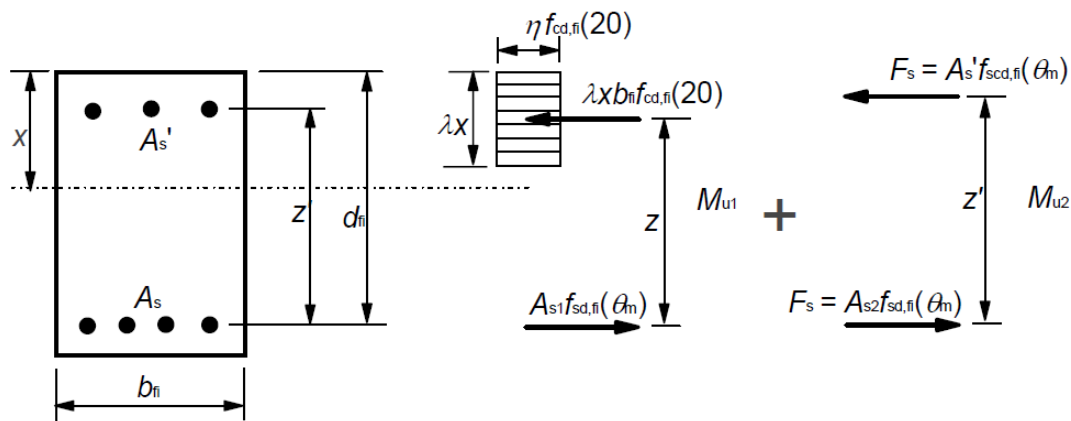 ηfcd,fi(20)
Fs = As'fscd,fi(θm)
λxbfifcd,fi(20)
x
As'
λx
z'
dfi
z
Mu1
+
z'
Mu2
As
As1fsd,fi(θm)
Fs = As2fsd,fi(θm)
bfi